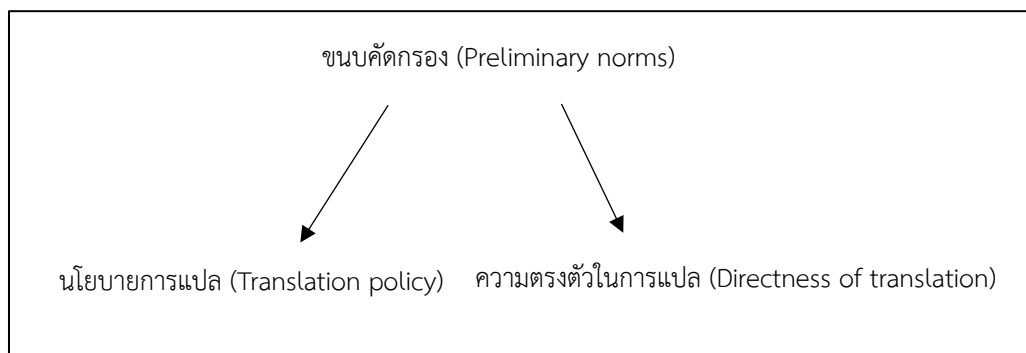 ขนบคัดกรอง (Preliminary norms)
นโยบายการแปล (Translation policy)
ความตรงตัวในการแปล (Directness of translation)